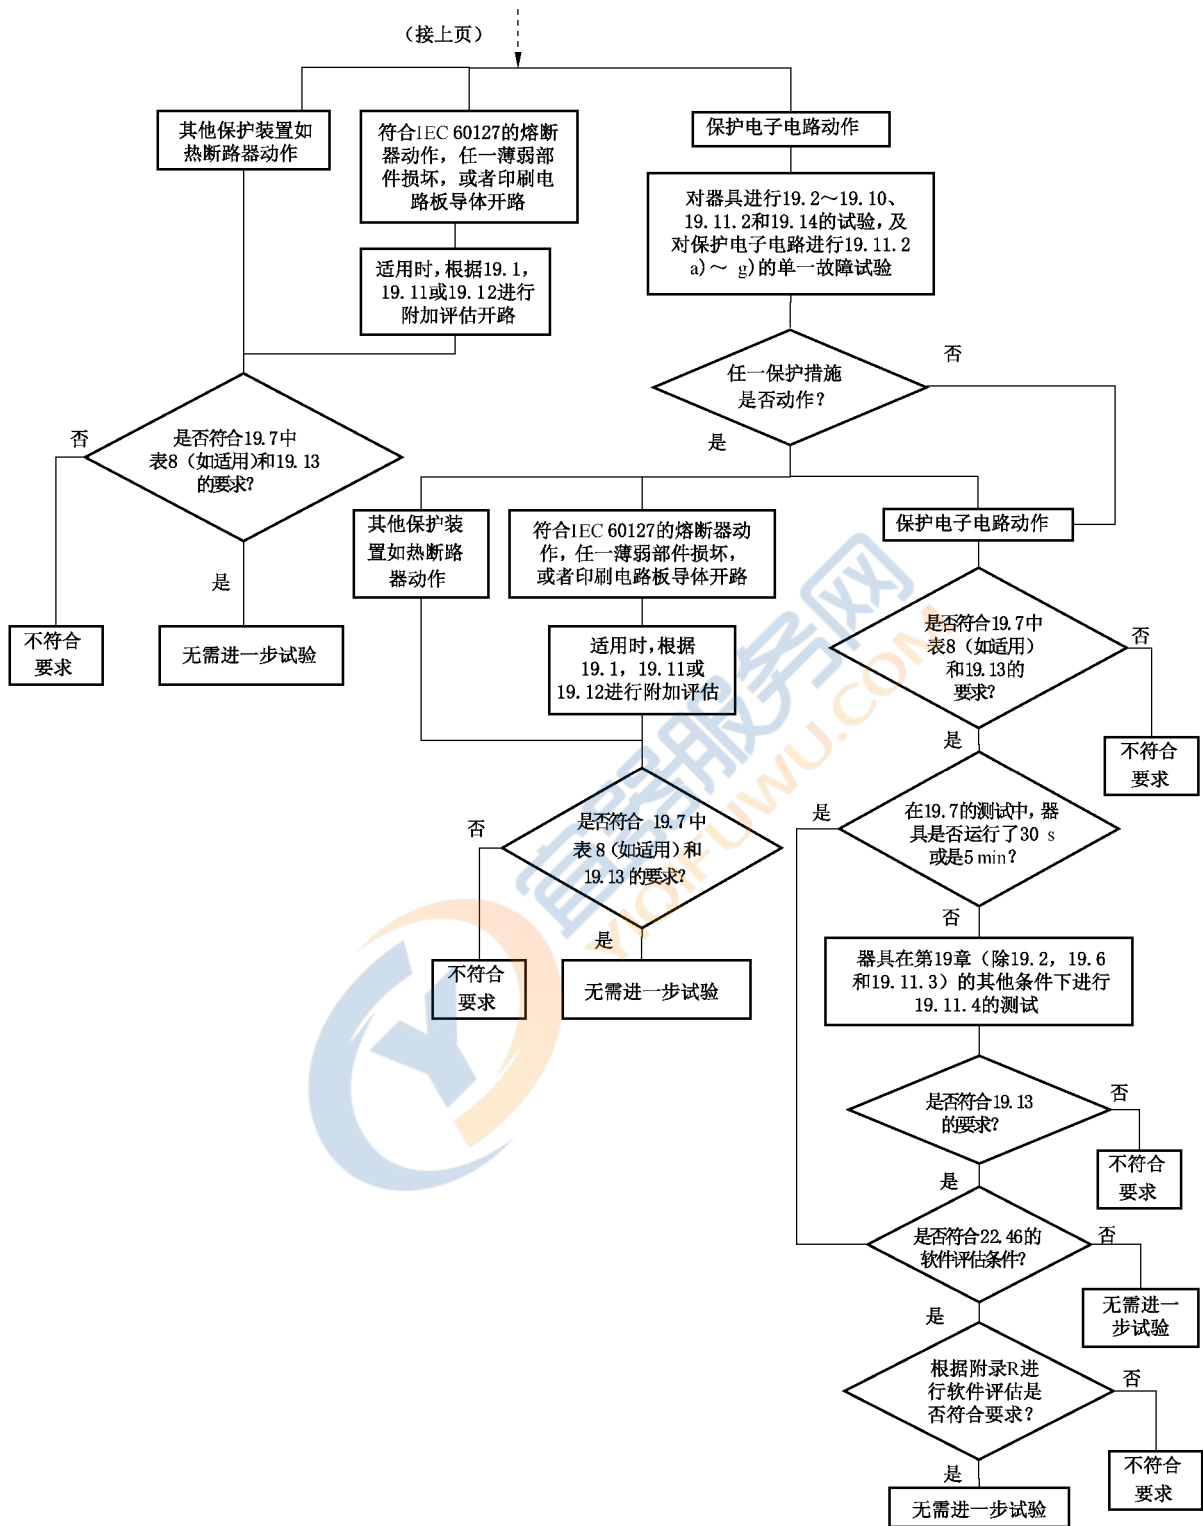 （接上页）
其他保护装置如
热断路器动作
符合IEC 60127的熔断
器动作，任一薄弱部
件损坏，或者印刷电
路板导体开路
保护电子电路动作
对器具进行19.2～19.10、
19.11.2和19.14的试验,及
对保护电子电路进行19.11.2
a)～ g)的单一故障试验
适用时,根据19.1，
19.11或19.12进行
附加评估开路
任一保护措施
是否动作？
否
是
否
是否符合19.7中
表8（如适用)和19.13
的要求？
是
不符合
要求
无需进一步试验
其他保护装
置如热断路
器动作
符合IEC 60127的熔断器动
作，任一薄弱部件损坏，
或者印刷电路板导体开路
保护电子电路动作
适用时,根据
19.1，19.11或
19.12进行附加评估
是否符合19.7中
表8（如适用）
和19.13的
要求？
否
是
不符合
要求
是否符合 19.7中
表8(如适用）和
19.13的要求？
否
是
不符合
要求
无需进一步试验
在19.7的测试中，器
具是否运行了30 s
或是5 min？
是
否
器具在第19章（除19.2，19.6
和19.11.3）的其他条件下进行
19.11.4的测试
是否符合19.13
的要求？
否
是
不符合
要求
是否符合22.46的
软件评估条件？
否
是
无需进一
步试验
根据附录R进
行软件评估是
否符合要求？
否
是
不符合
要求
无需进一步试验
仪器服务网
YIQIFUWU.COM